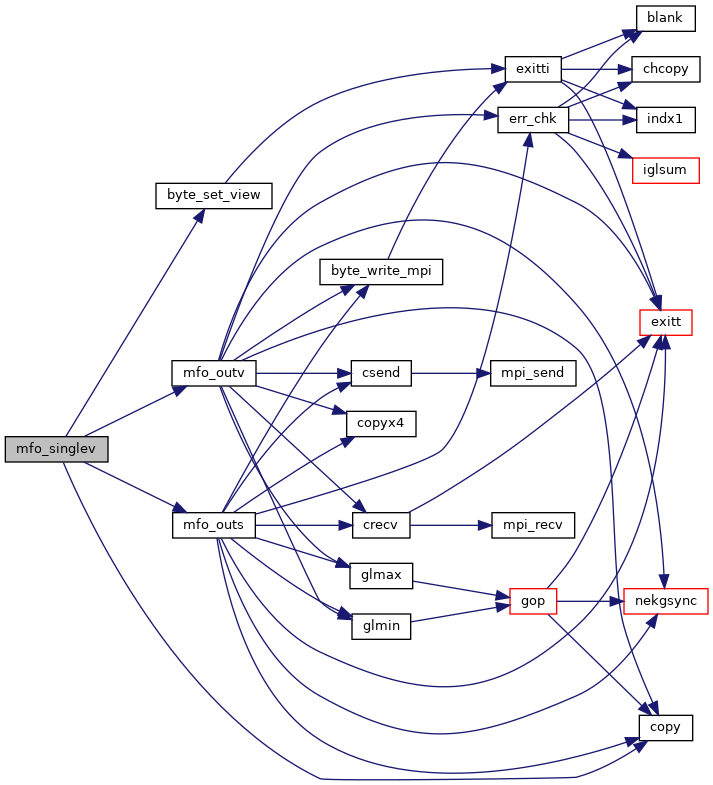 blank
exitti
chcopy
err_chk
indx1
iglsum
byte_set_view
byte_write_mpi
exitt
mfo_outv
csend
mpi_send
copyx4
mfo_singlev
mfo_outs
crecv
mpi_recv
glmax
gop
nekgsync
glmin
copy